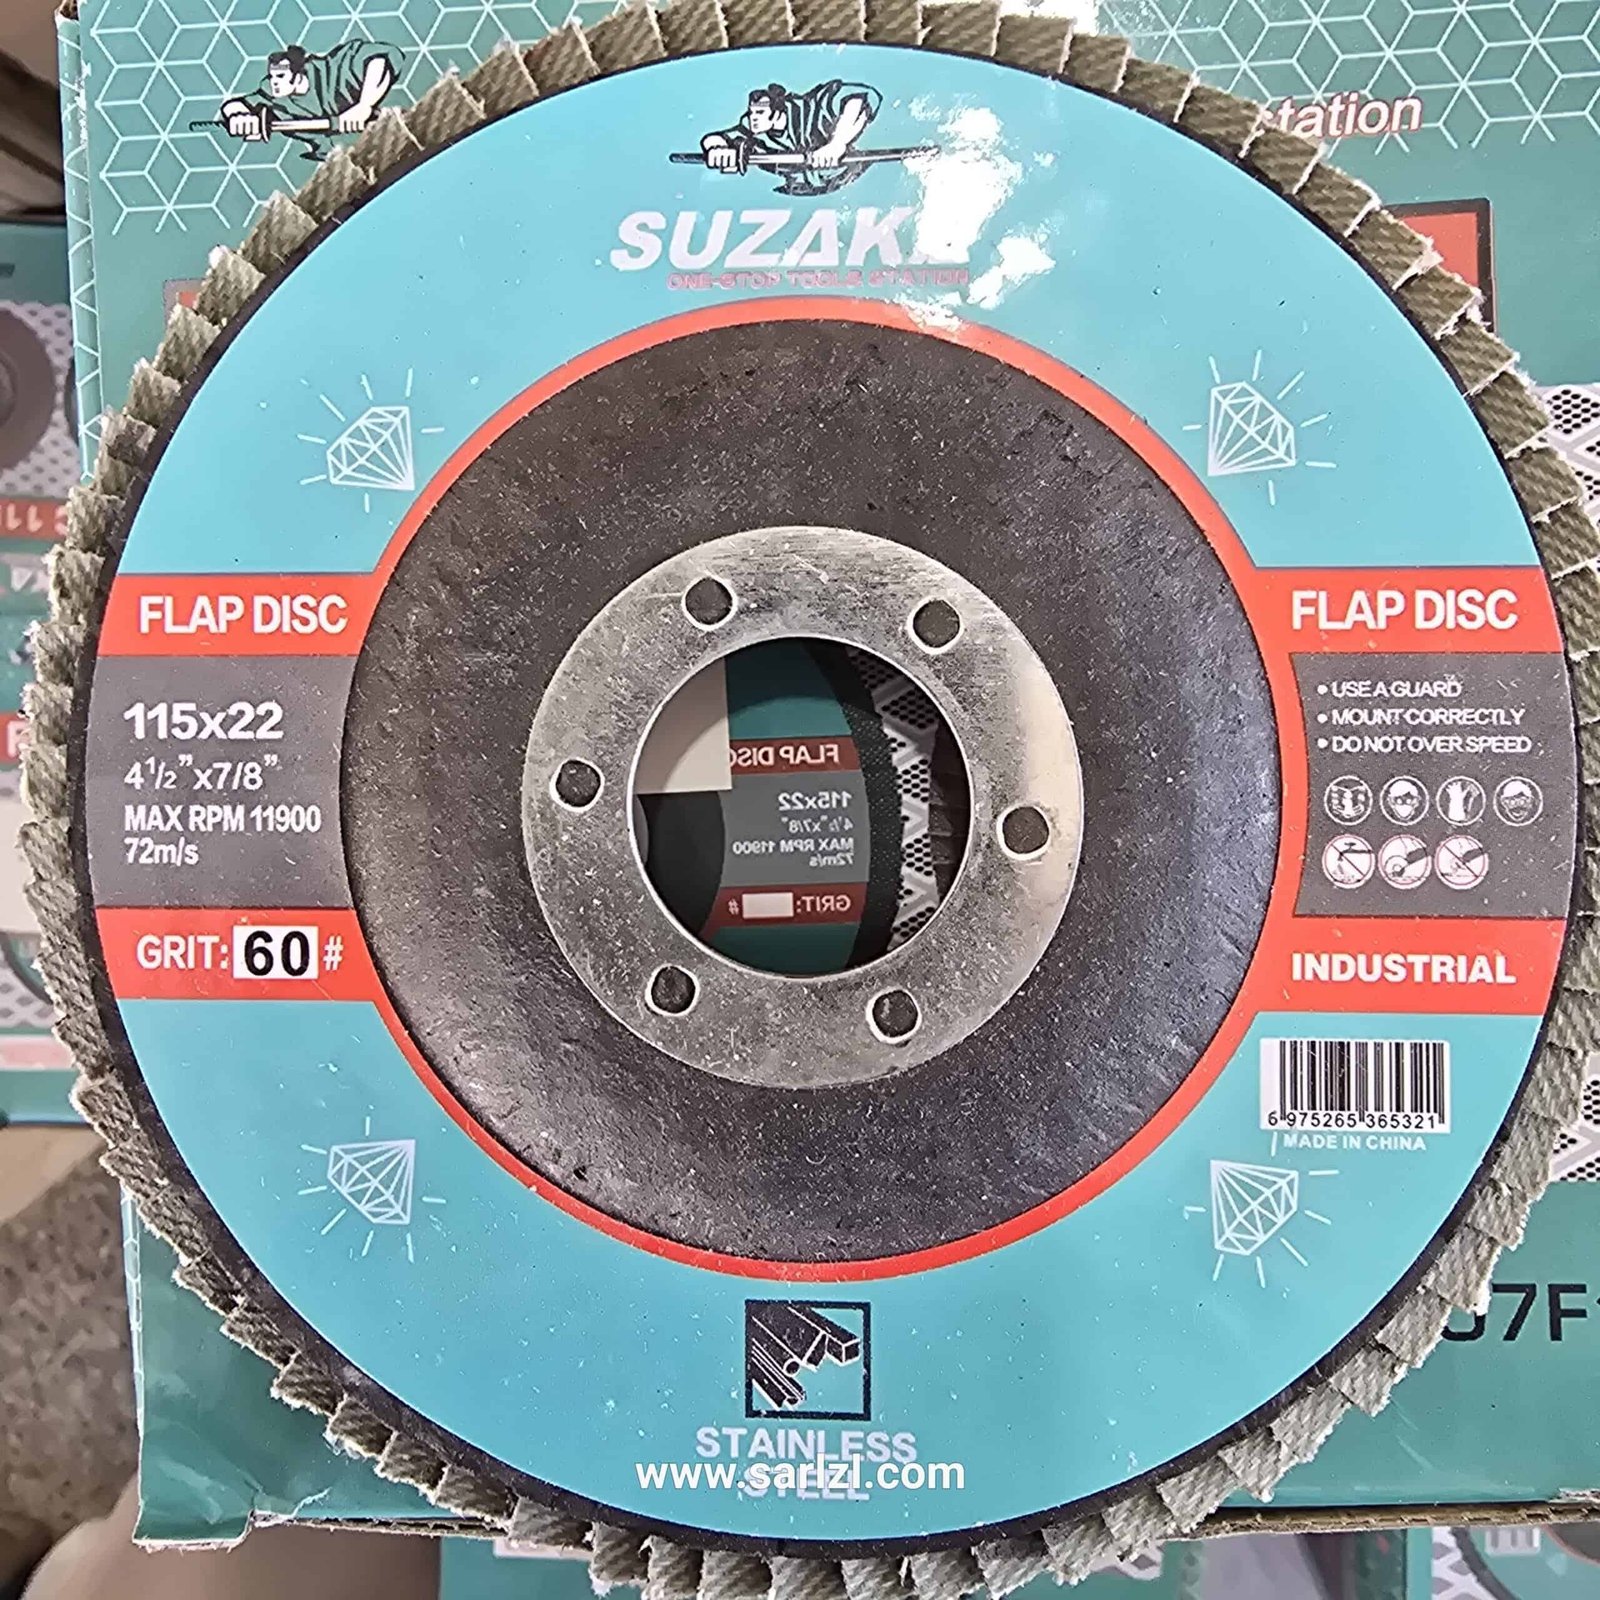 station
ONE-STOP TOOLS STATION
FLAP DISC
115x22
4 1/2"x7/8"
MAX RPM 11900
72m/s
GRIT: 60#
FLAP DISC
• USE A GUARD
• MOUNT CORRECTLY
• DO NOT OVER SPEED
INDUSTRIAL
6 975265 365321
MADE IN CHINA
FLAP DISC
115x22
4 1/2"x7/8"
MAX RPM 11900
72m/s
GRIT: #
STAINLESS
STEEL
www.sarlzl.com